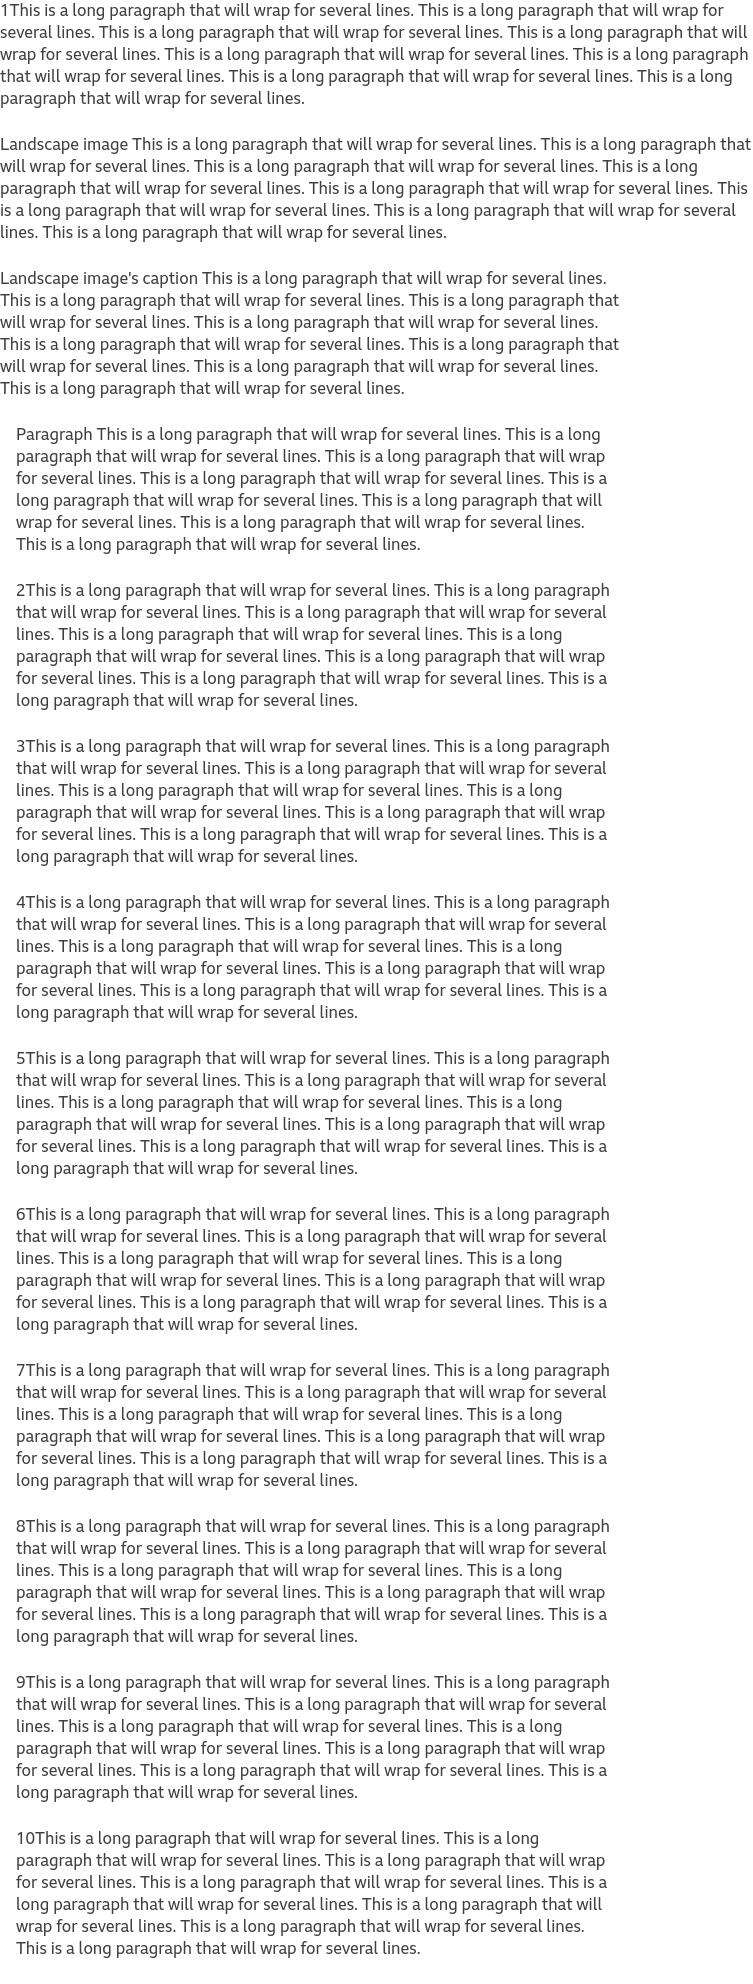 1This is a long paragraph that will wrap for several lines. This is a long paragraph that will wrap for
several lines. This is a long paragraph that will wrap for several lines. This is a long paragraph that will
wrap for several lines. This is a long paragraph that will wrap for several lines. This is a long paragraph
that will wrap for several lines. This is a long paragraph that will wrap for several lines. This is a long
paragraph that will wrap for several lines.
Landscape image This is a long paragraph that will wrap for several lines. This is a long paragraph that
will wrap for several lines. This is a long paragraph that will wrap for several lines. This is a long
paragraph that will wrap for several lines. This is a long paragraph that will wrap for several lines. This
is a long paragraph that will wrap for several lines. This is a long paragraph that will wrap for several
lines. This is a long paragraph that will wrap for several lines.
Landscape image's caption This is a long paragraph that will wrap for several lines.
This is a long paragraph that will wrap for several lines. This is a long paragraph that
will wrap for several lines. This is a long paragraph that will wrap for several lines.
This is a long paragraph that will wrap for several lines. This is a long paragraph that
will wrap for several lines. This is a long paragraph that will wrap for several lines.
This is a long paragraph that will wrap for several lines.
Paragraph This is a long paragraph that will wrap for several lines. This is a long
paragraph that will wrap for several lines. This is a long paragraph that will wrap
for several lines. This is a long paragraph that will wrap for several lines. This is a
long paragraph that will wrap for several lines. This is a long paragraph that will
wrap for several lines. This is a long paragraph that will wrap for several lines.
This is a long paragraph that will wrap for several lines.
2This is a long paragraph that will wrap for several lines. This is a long paragraph
that will wrap for several lines. This is a long paragraph that will wrap for several
lines. This is a long paragraph that will wrap for several lines. This is a long
paragraph that will wrap for several lines. This is a long paragraph that will wrap
for several lines. This is a long paragraph that will wrap for several lines. This is a
long paragraph that will wrap for several lines.
3This is a long paragraph that will wrap for several lines. This is a long paragraph
that will wrap for several lines. This is a long paragraph that will wrap for several
lines. This is a long paragraph that will wrap for several lines. This is a long
paragraph that will wrap for several lines. This is a long paragraph that will wrap
for several lines. This is a long paragraph that will wrap for several lines. This is a
long paragraph that will wrap for several lines.
4This is a long paragraph that will wrap for several lines. This is a long paragraph
that will wrap for several lines. This is a long paragraph that will wrap for several
lines. This is a long paragraph that will wrap for several lines. This is a long
paragraph that will wrap for several lines. This is a long paragraph that will wrap
for several lines. This is a long paragraph that will wrap for several lines. This is a
long paragraph that will wrap for several lines.
5This is a long paragraph that will wrap for several lines. This is a long paragraph
that will wrap for several lines. This is a long paragraph that will wrap for several
lines. This is a long paragraph that will wrap for several lines. This is a long
paragraph that will wrap for several lines. This is a long paragraph that will wrap
for several lines. This is a long paragraph that will wrap for several lines. This is a
long paragraph that will wrap for several lines.
6This is a long paragraph that will wrap for several lines. This is a long paragraph
that will wrap for several lines. This is a long paragraph that will wrap for several
lines. This is a long paragraph that will wrap for several lines. This is a long
paragraph that will wrap for several lines. This is a long paragraph that will wrap
for several lines. This is a long paragraph that will wrap for several lines. This is a
long paragraph that will wrap for several lines.
7This is a long paragraph that will wrap for several lines. This is a long paragraph
that will wrap for several lines. This is a long paragraph that will wrap for several
lines. This is a long paragraph that will wrap for several lines. This is a long
paragraph that will wrap for several lines. This is a long paragraph that will wrap
for several lines. This is a long paragraph that will wrap for several lines. This is a
long paragraph that will wrap for several lines.
8This is a long paragraph that will wrap for several lines. This is a long paragraph
that will wrap for several lines. This is a long paragraph that will wrap for several
lines. This is a long paragraph that will wrap for several lines. This is a long
paragraph that will wrap for several lines. This is a long paragraph that will wrap
for several lines. This is a long paragraph that will wrap for several lines. This is a
long paragraph that will wrap for several lines.
9This is a long paragraph that will wrap for several lines. This is a long paragraph
that will wrap for several lines. This is a long paragraph that will wrap for several
lines. This is a long paragraph that will wrap for several lines. This is a long
paragraph that will wrap for several lines. This is a long paragraph that will wrap
for several lines. This is a long paragraph that will wrap for several lines. This is a
long paragraph that will wrap for several lines.
10This is a long paragraph that will wrap for several lines. This is a long
paragraph that will wrap for several lines. This is a long paragraph that will wrap
for several lines. This is a long paragraph that will wrap for several lines. This is a
long paragraph that will wrap for several lines. This is a long paragraph that will
wrap for several lines. This is a long paragraph that will wrap for several lines.
This is a long paragraph that will wrap for several lines.